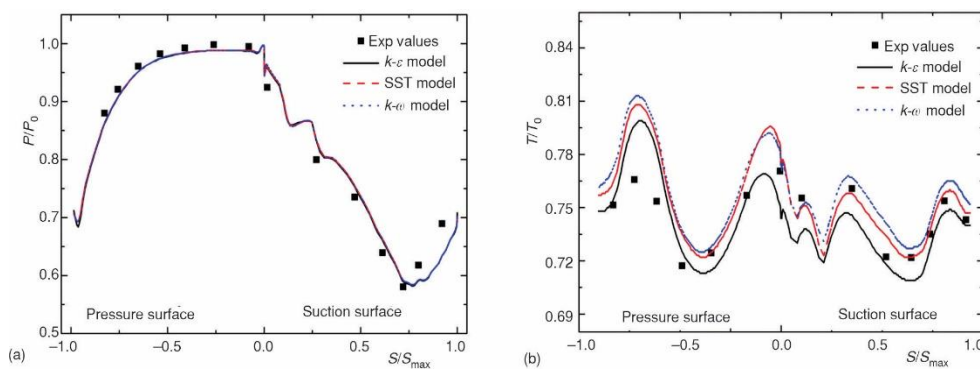 1.0
0.9
0.8
0.7
0.6
0.5
P/P0
Exp values
k-ε model
SST model
k-ω model
Pressure surface
Suction surface
−1.0
−0.5
0.0
0.5
1.0
S/Smax
(a)
0.84
0.81
0.78
0.75
0.72
0.69
T/T0
Exp values
k-ε model
SST model
k-ω model
Pressure surface
Suction surface
−1.0
−0.5
0.0
0.5
1.0
S/Smax
(b)